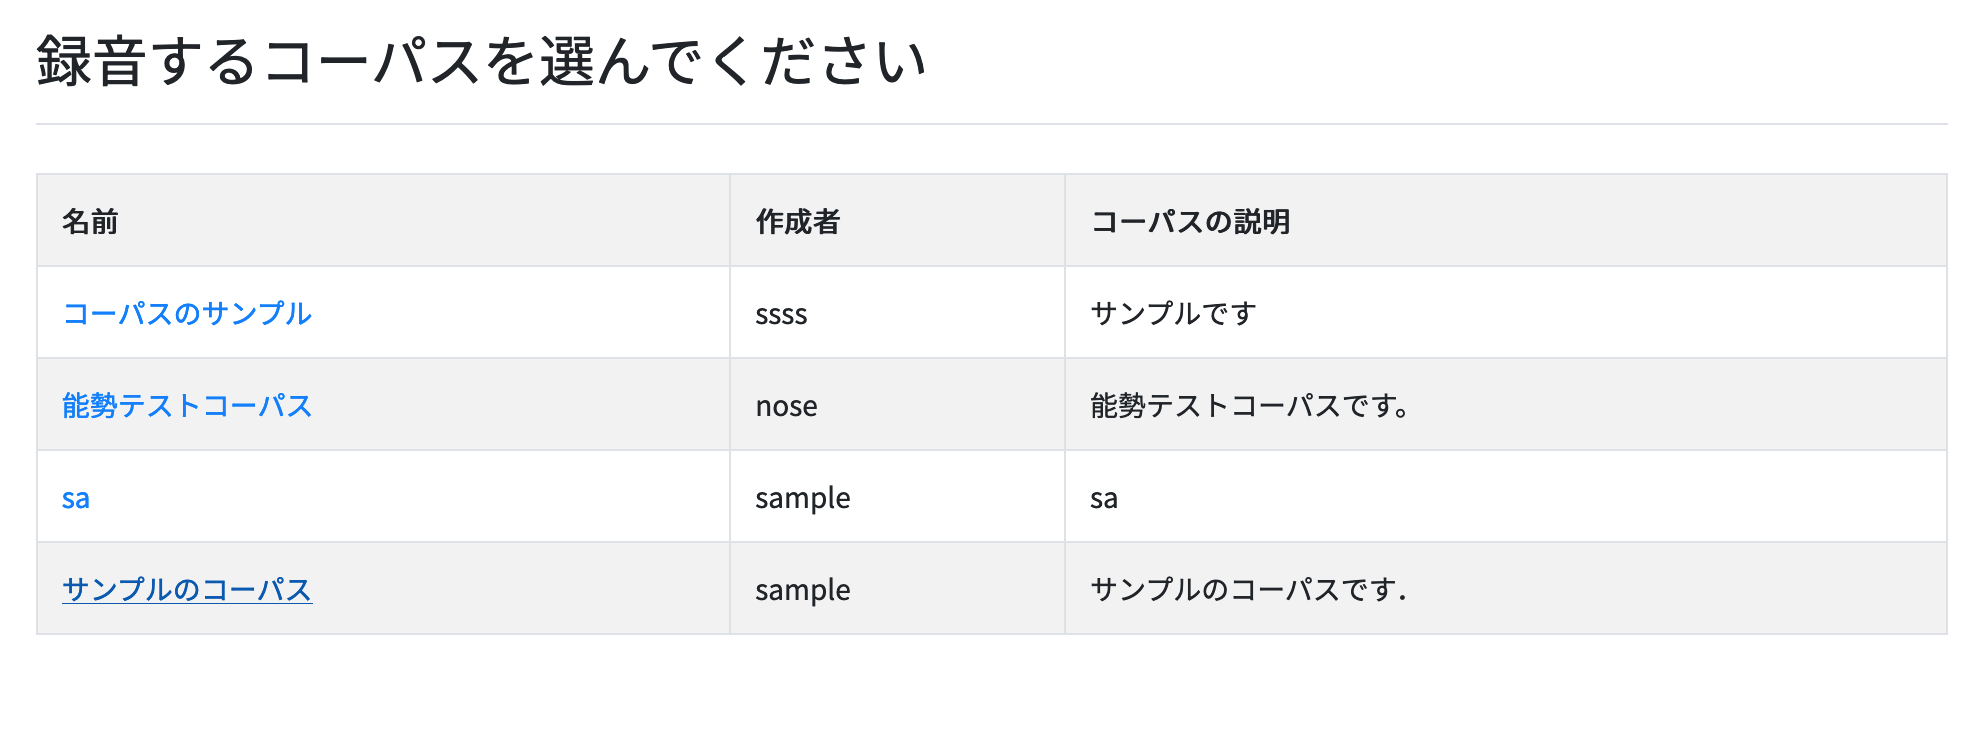 録音するコーパスを選んでください
名前 作成者 コーパスの説明
コーパスのサンプル ssss サンプルです
能勢テストコーパス nose 能勢テストコーパスです。
sa sample sa
サンプルのコーパス sample サンプルのコーパスです．